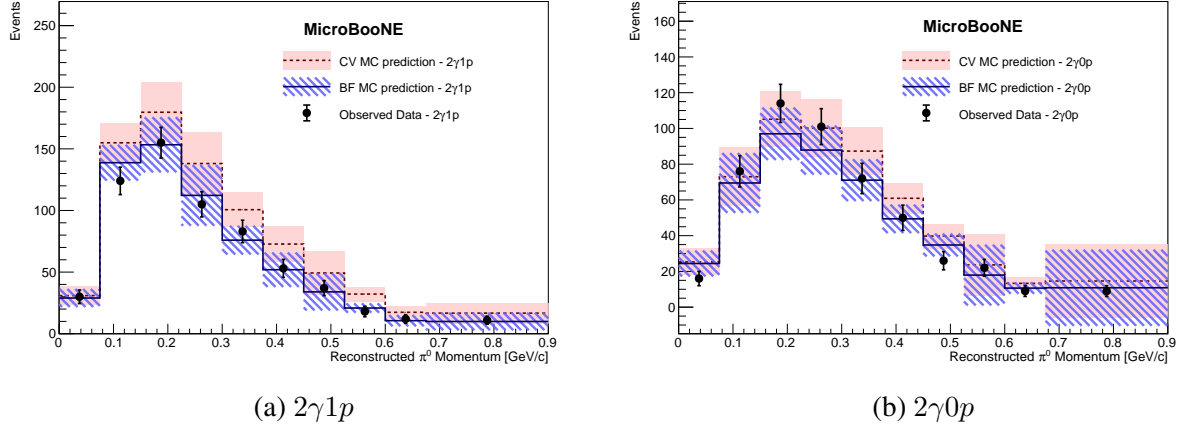 Events
250
200
150
100
50
0
MicroBooNE
CV MC prediction - 2γ1p
BF MC prediction - 2γ1p
Observed Data - 2γ1p
0 0.1 0.2 0.3 0.4 0.5 0.6 0.7 0.8 0.9
Reconstructed π⁰ Momentum [GeV/c]
(a) 2γ1p
Events
160
140
120
100
80
60
40
20
0
MicroBooNE
CV MC prediction - 2γ0p
BF MC prediction - 2γ0p
Observed Data - 2γ0p
0 0.1 0.2 0.3 0.4 0.5 0.6 0.7 0.8 0.9
Reconstructed π⁰ Momentum [GeV/c]
(b) 2γ0p